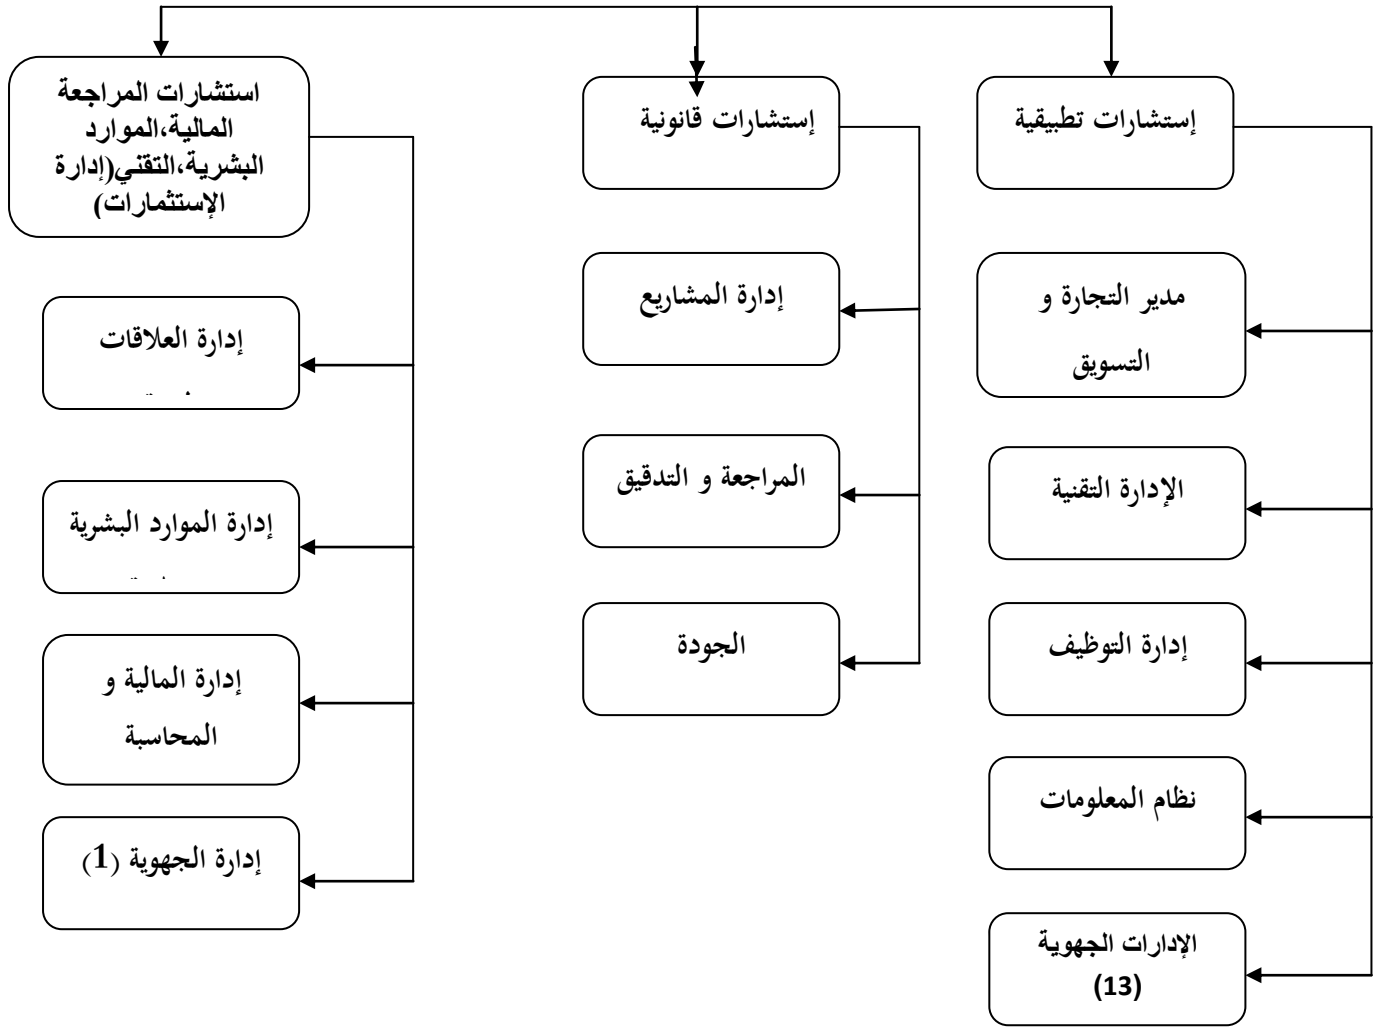 إستشارات تطبيقية
مدير التجارة و
التسويق
الإدارة التقنية
إدارة التوظيف
نظام المعلومات
الإدارات الجهوية
(13)
إستشارات قانونية
إدارة المشاريع
المراجعة و التدقيق
الجودة
استشارات المراجعة
المالية،الموارد
البشرية،التقني(إدارة
الإستثمارات)
إدارة العلاقات
إدارة الموارد البشرية
إدارة المالية و
المحاسبة
إدارة الجهوية (1)